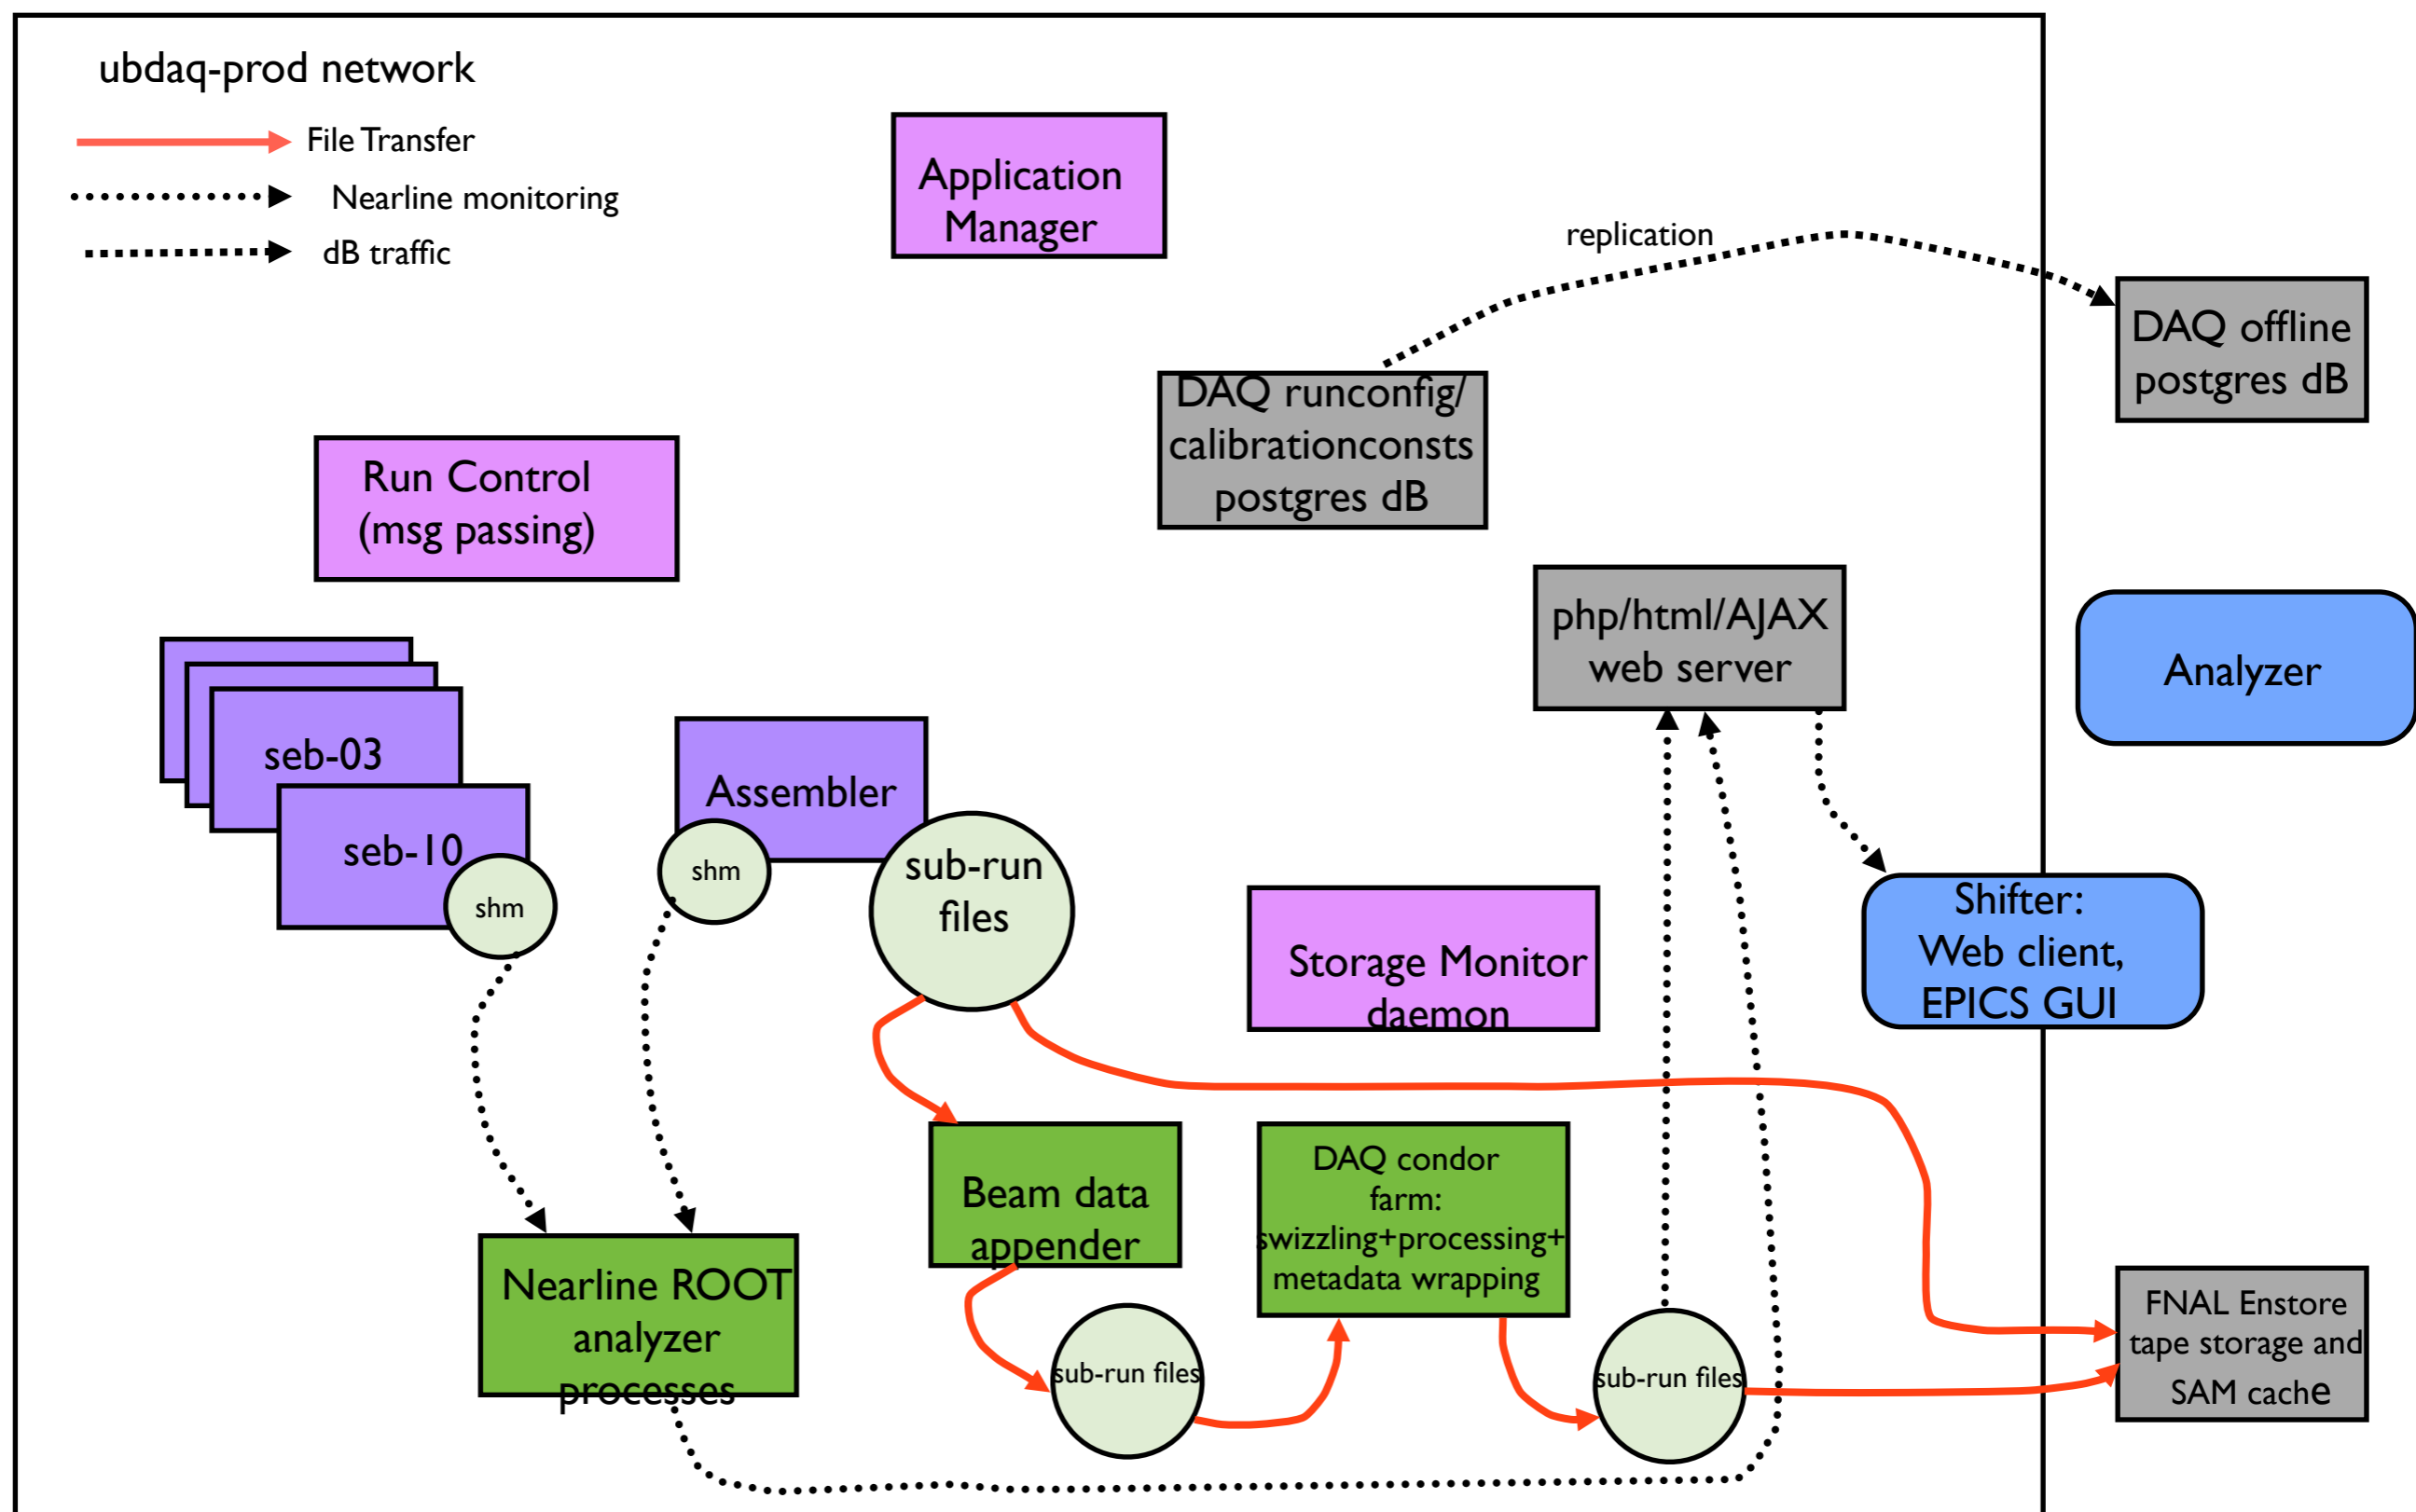 ubdaq-prod network
File Transfer
Nearline monitoring
dB traffic
Application
Manager
replication
DAQ offline
postgres dB
DAQ runconfig/
calibrationconsts
postgres dB
Run Control
(msg passing)
php/html/AJAX
web server
Analyzer
seb-03
seb-10
shm
Assembler
shm
sub-run
files
Storage Monitor
daemon
Shifter:
Web client,
EPICS GUI
Beam data
appender
DAQ condor
farm:
swizzling+processing+
metadada wrapping
Nearline ROOT
analyzer
processes
sub-run files
sub-run files
FNAL Enstore
tape storage and
SAM cache